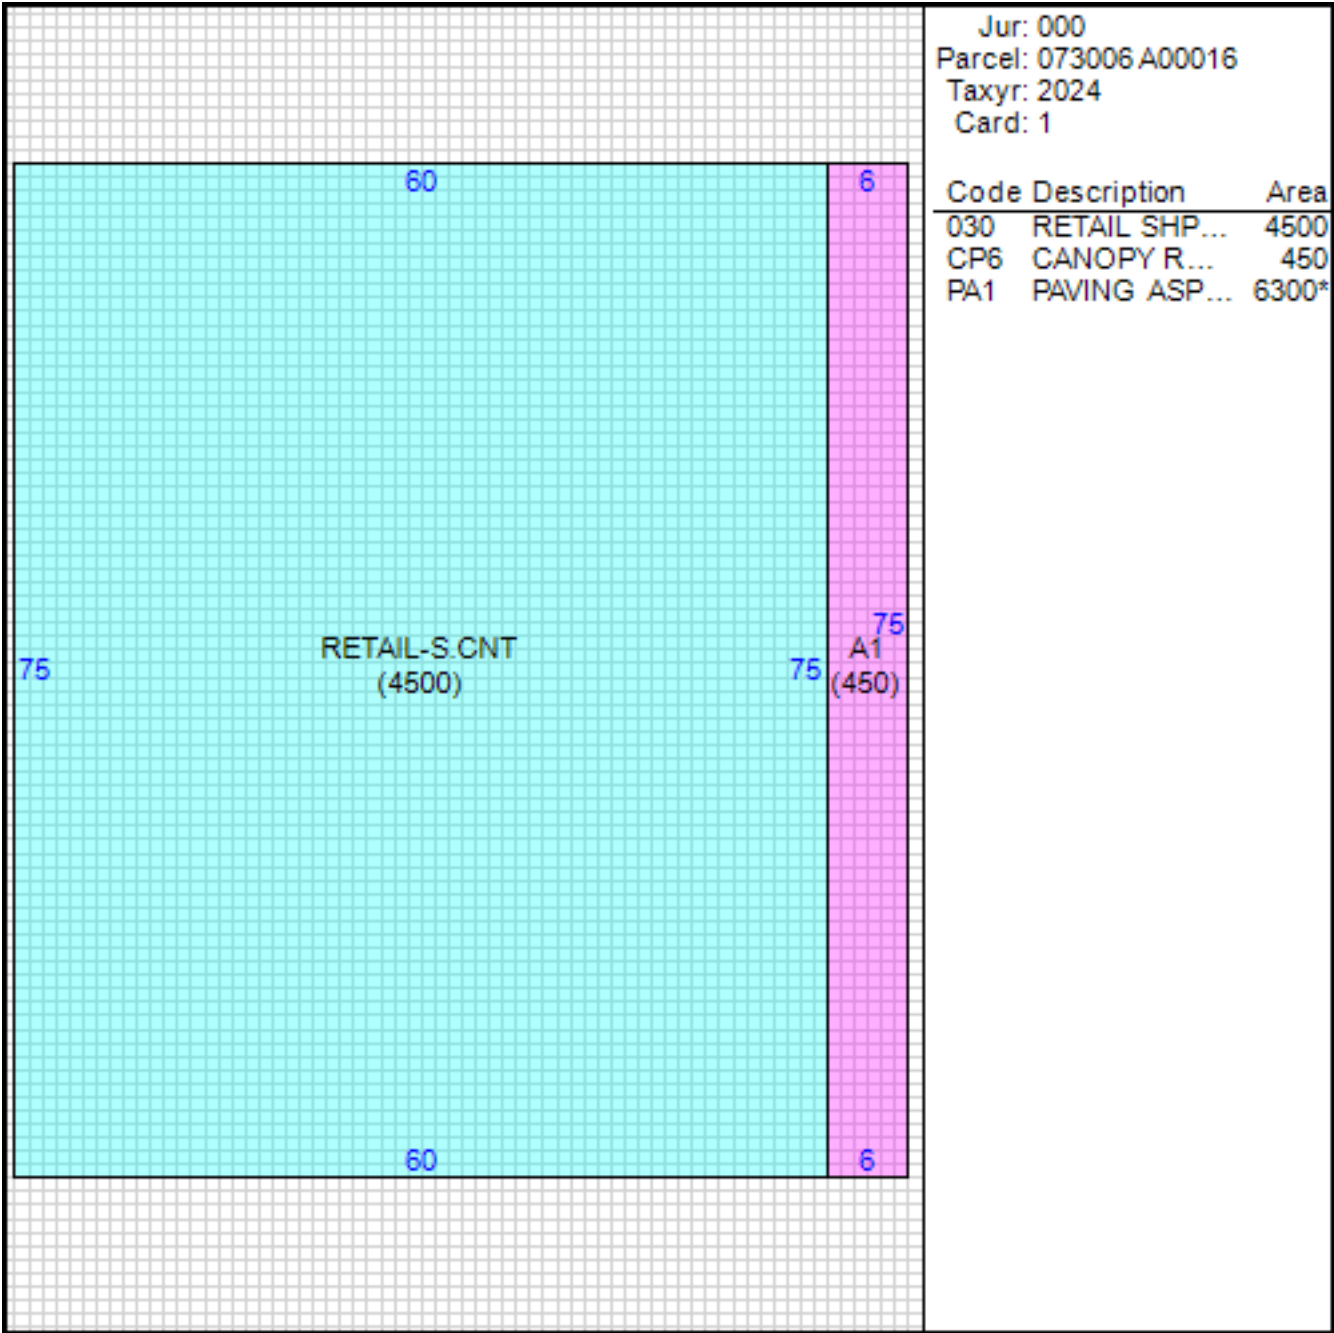 Jur: 000
Parcel: 073006 A00016
Taxyr: 2024
Card: 1
Code Description Area
030 RETAIL SHP... 4500
CP6 CANOPY R... 450
PA1 PAVING ASP... 6300*
60
6
75
RETAIL-S.CNT
(4500)
75
75
A1
(450)
60
6